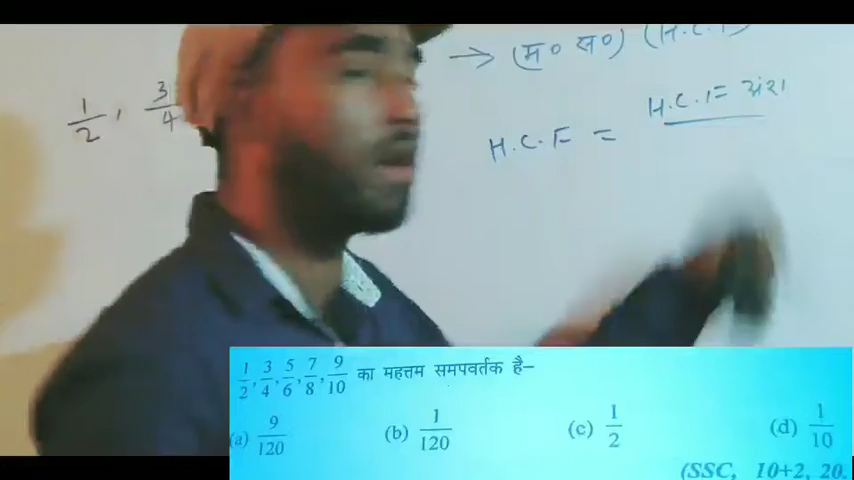 → (म० स०) (H.C.F)
1/2, 3/4
H.C.F = H.C.F अंश
1/2, 3/4, 5/6, 7/8, 9/10 का महत्तम समपवर्तक है–
(a) 9/120 (b) 1/120 (c) 1/2 (d) 1/10
(SSC, 10+2, 20.